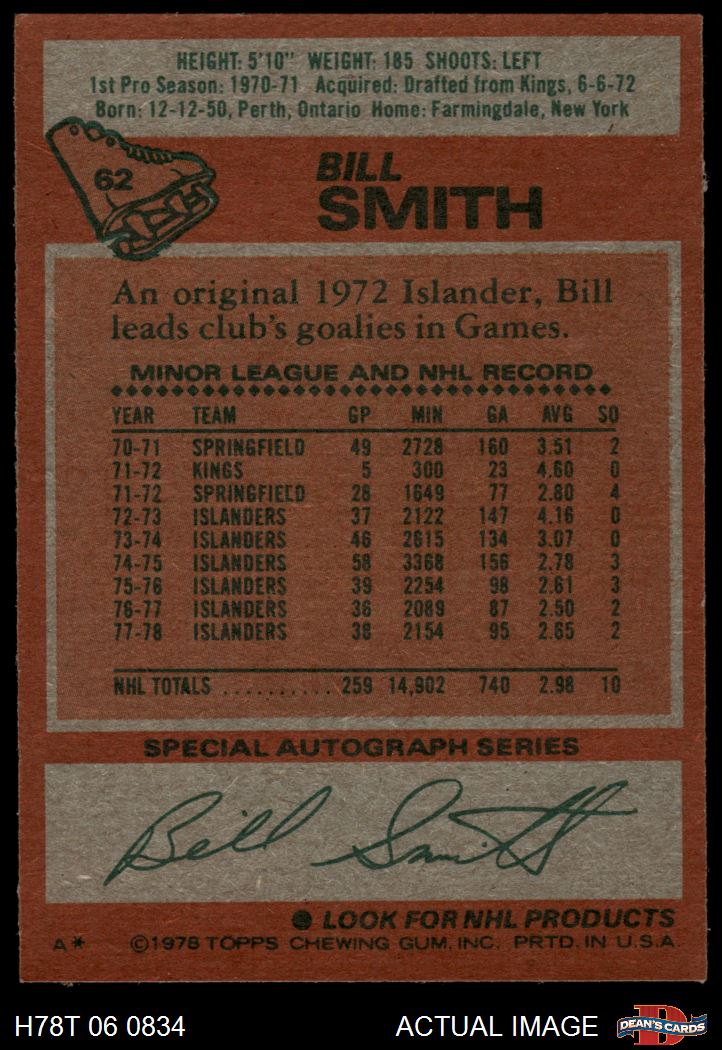 HEIGHT: 5'10" WEIGHT: 185 SHOOTS: LEFT
1st Pro Season: 1970-71 Acquired: Drafted from Kings, 6-6-72
Born: 12-12-50, Perth, Ontario Home: Farmingdale, New York
62
BILL
SMITH
An original 1972 Islander, Bill
leads club's goalies in Games.
MINOR LEAGUE AND NHL RECORD
YEAR TEAM GP MIN GA AVG SO
70-71 SPRINGFIELD 49 2728 160 3.51 2
71-72 KINGS 5 300 23 4.60 0
71-72 SPRINGFIELD 28 1649 77 2.80 4
72-73 ISLANDERS 37 2122 147 4.16 0
73-74 ISLANDERS 46 2615 134 3.07 0
74-75 ISLANDERS 58 3368 156 2.78 3
75-76 ISLANDERS 39 2254 98 2.61 3
76-77 ISLANDERS 36 2089 87 2.50 2
77-78 ISLANDERS 38 2154 95 2.65 2
NHL TOTALS .......... 259 14,902 740 2.98 10
SPECIAL AUTOGRAPH SERIES
Bill Smith
● LOOK FOR NHL PRODUCTS
A* ©1978 TOPPS CHEWING GUM, INC. PRTD. IN U.S.A.
H78T 06 0834 ACTUAL IMAGE D DEAN'S CARDS